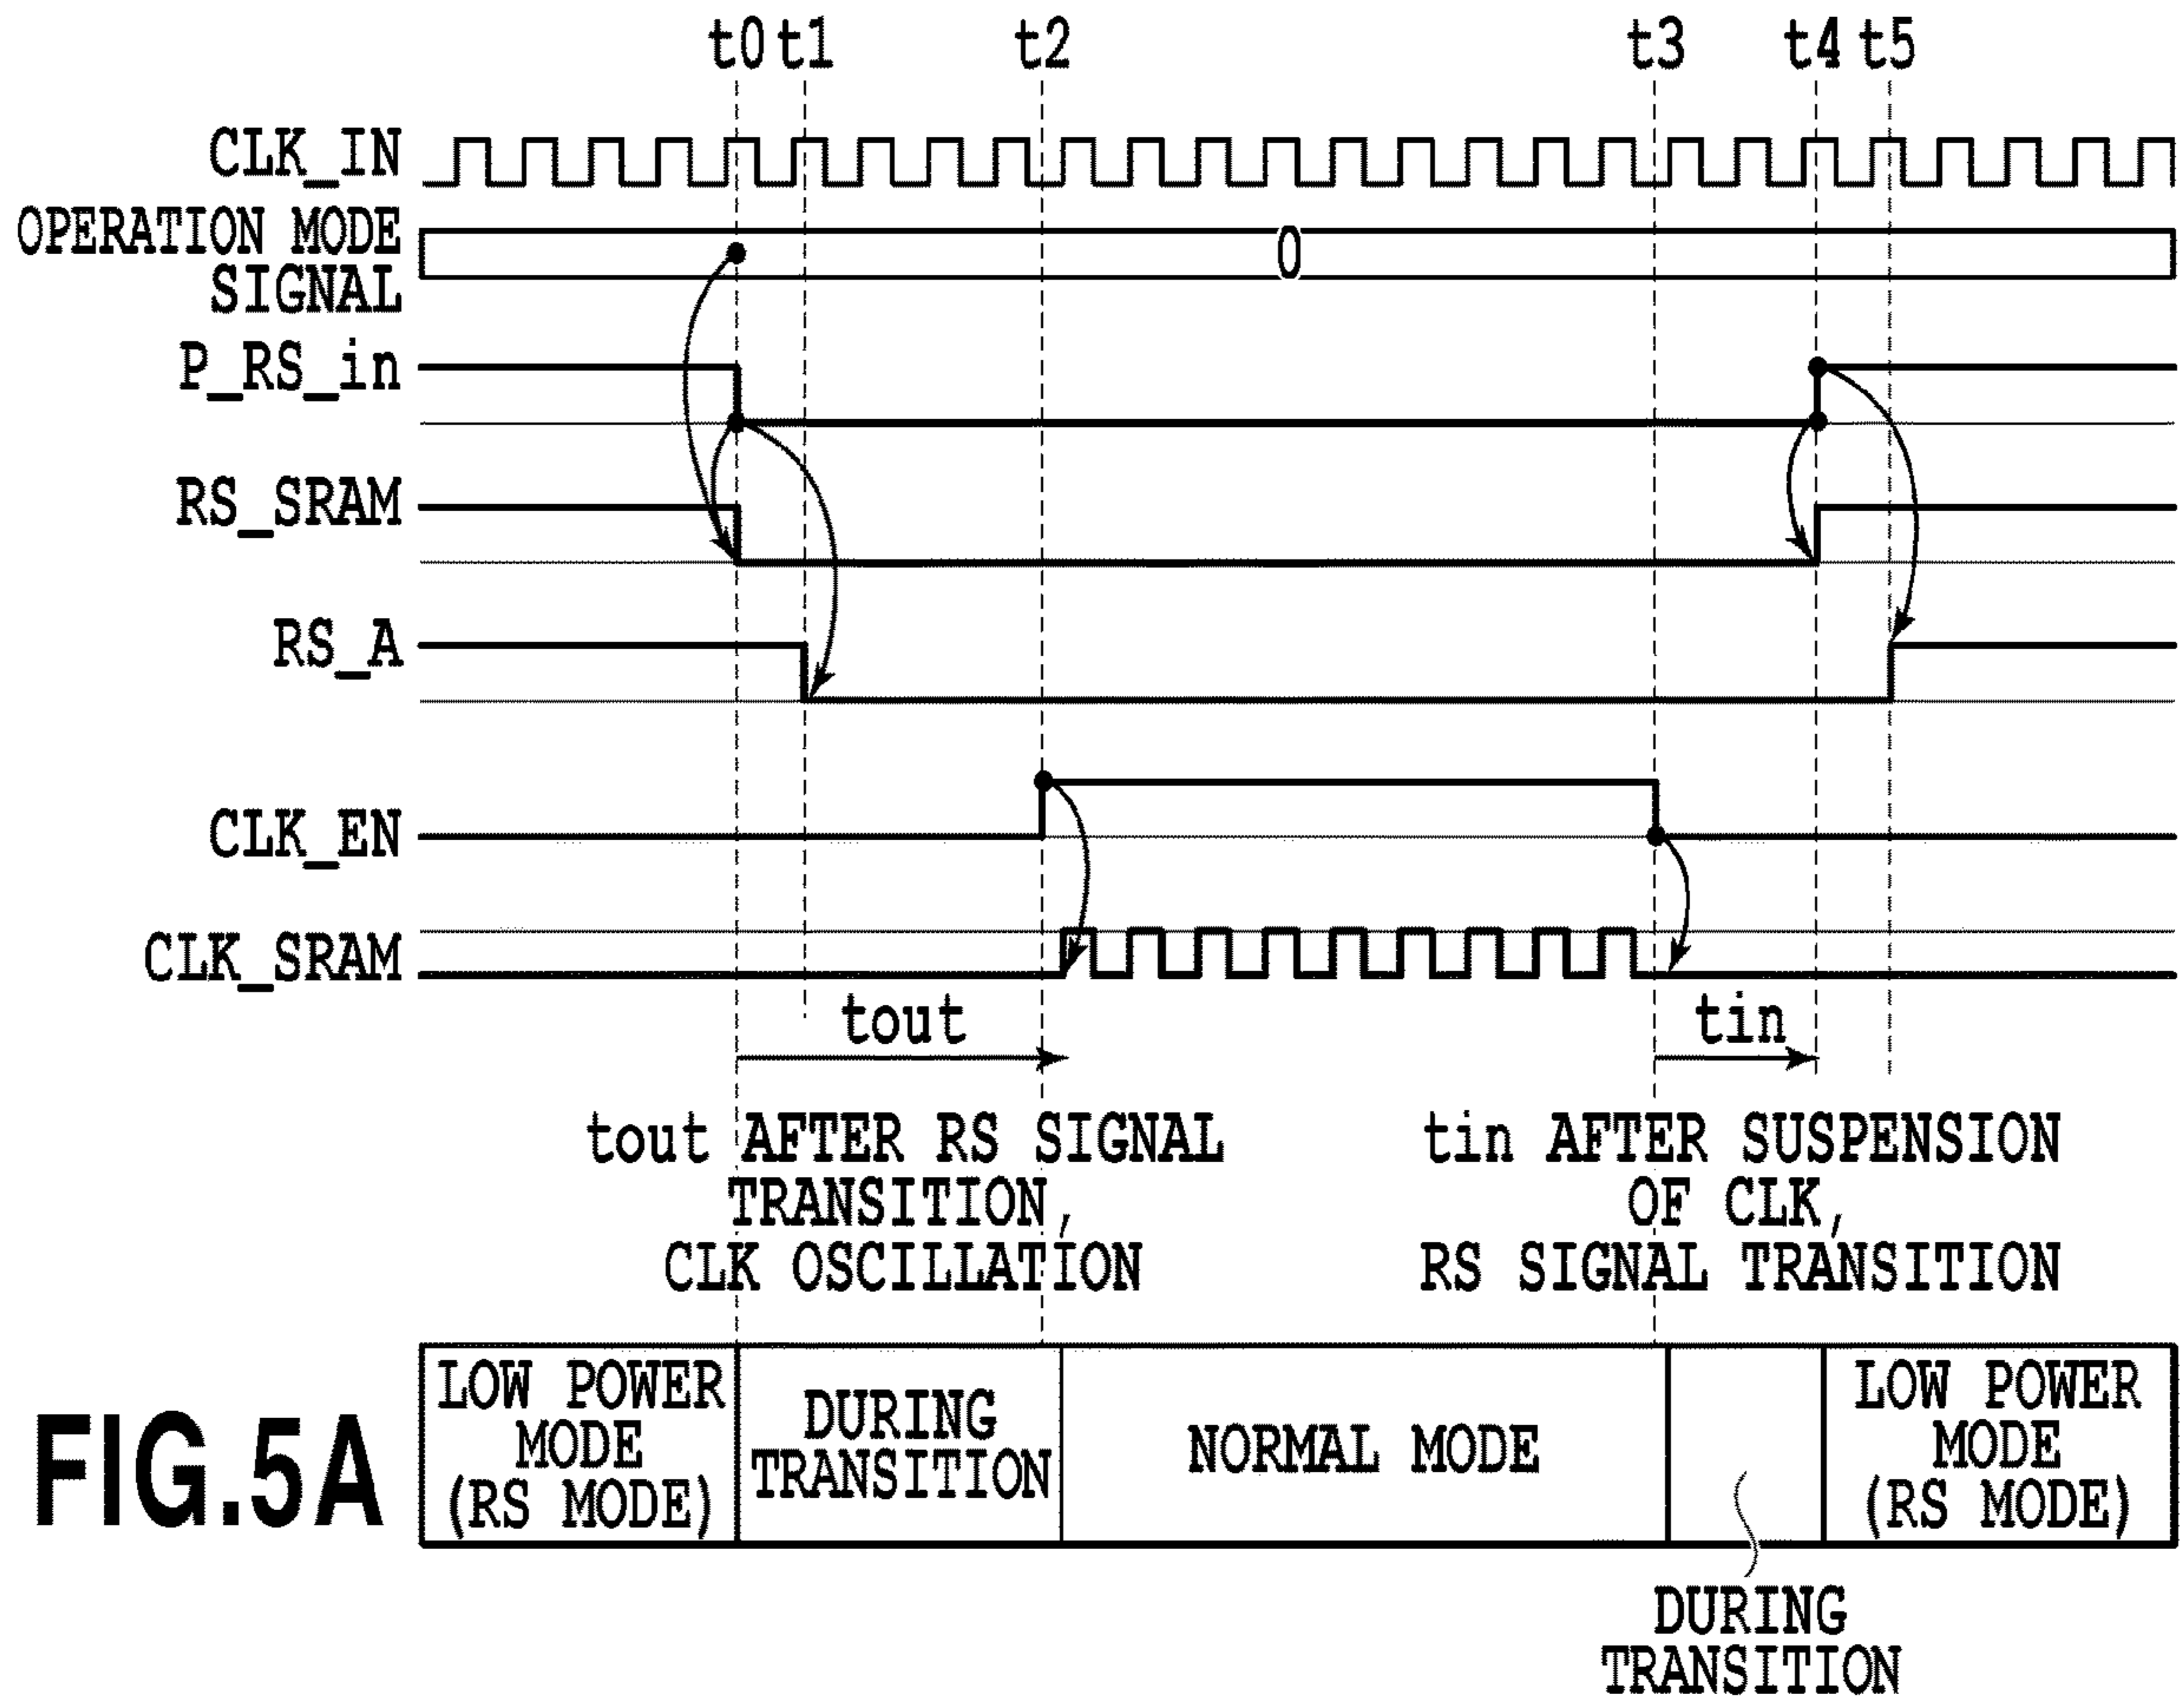 t0 t1 t2 t3 t4 t5
CLK_IN
OPERATION MODE
SIGNAL
0
P_RS_in
RS_SRAM
RS_A
CLK_EN
CLK_SRAM
tout
tin
tout AFTER RS SIGNAL
TRANSITION,
CLK OSCILLATION
tin AFTER SUSPENSION
OF CLK,
RS SIGNAL TRANSITION
FIG.5A
LOW POWER
MODE
(RS MODE)
DURING
TRANSITION
NORMAL MODE
LOW POWER
MODE
(RS MODE)
DURING
TRANSITION